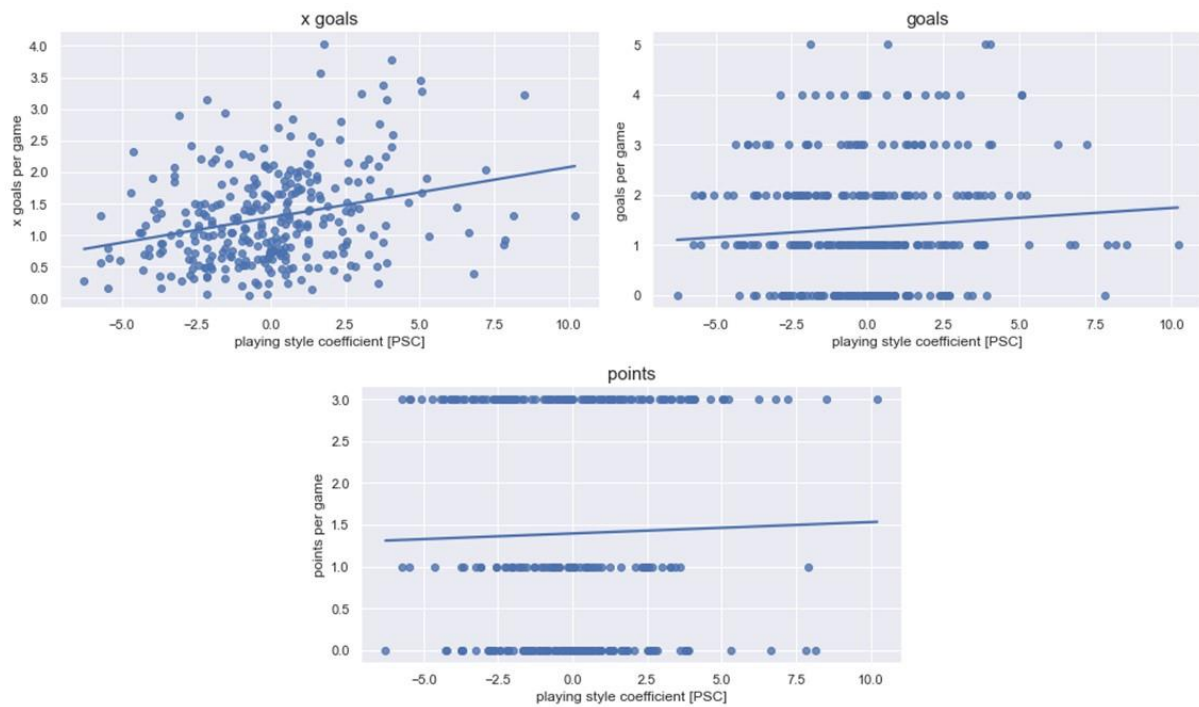 x goals
4.0
3.5
3.0
2.5
2.0
1.5
1.0
0.5
0.0
x goals per game
−5.0 −2.5 0.0 2.5 5.0 7.5 10.0
playing style coefficient [PSC]
goals
5
4
3
2
1
0
goals per game
−5.0 −2.5 0.0 2.5 5.0 7.5 10.0
playing style coefficient [PSC]
points
3.0
2.5
2.0
1.5
1.0
0.5
0.0
points per game
−5.0 −2.5 0.0 2.5 5.0 7.5 10.0
playing style coefficient [PSC]